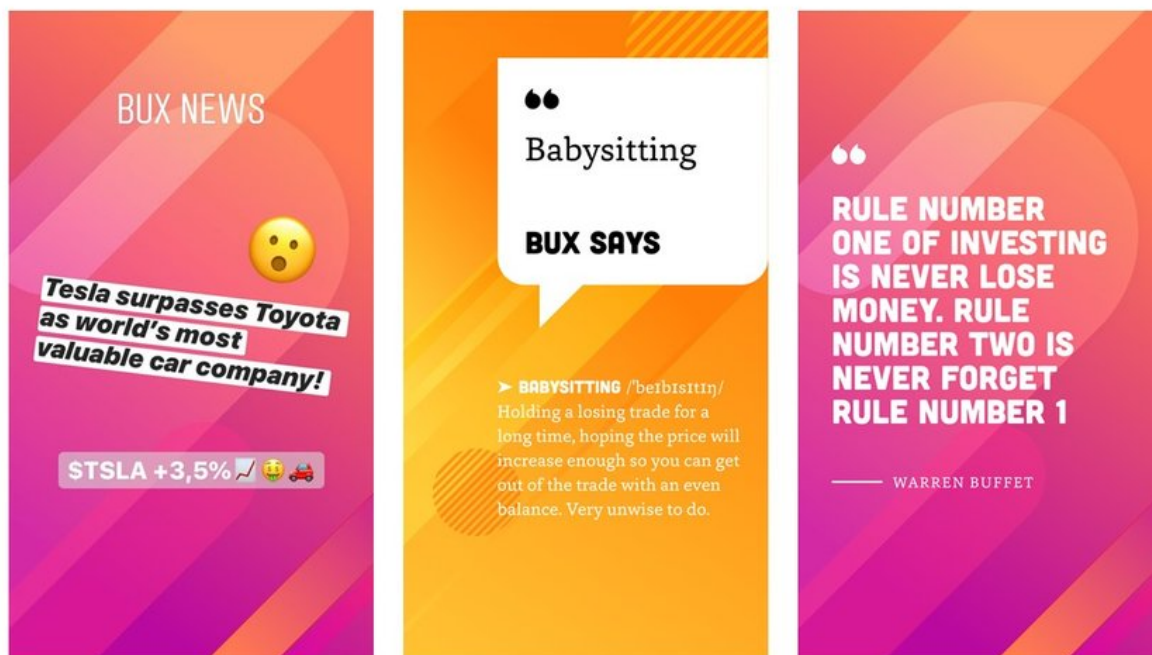 BUX NEWS
Tesla surpasses Toyota
as world's most
valuable car company!
$TSLA +3,5%📈🤑🚗
❝
Babysitting
BUX SAYS
➤ BABYSITTING /'beɪbɪsɪtɪŋ/
Holding a losing trade for a
long time, hoping the price will
increase enough so you can get
out of the trade with an even
balance. Very unwise to do.
❝
RULE NUMBER
ONE OF INVESTING
IS NEVER LOSE
MONEY. RULE
NUMBER TWO IS
NEVER FORGET
RULE NUMBER 1
WARREN BUFFET